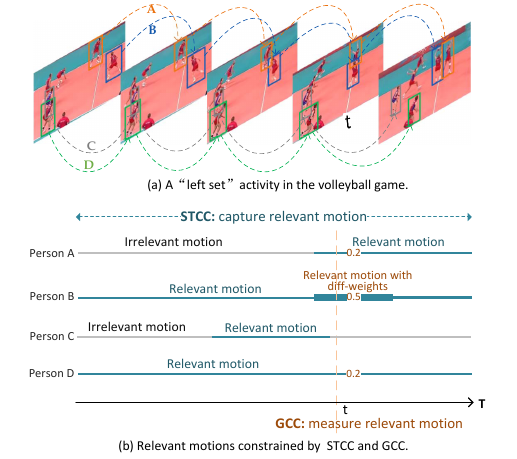 A
B
t
C
D
(a) A “left set” activity in the volleyball game.
STCC: capture relevant motion
Irrelevant motion
Relevant motion
Person A
0.2
Relevant motion with
diff-weights
Relevant motion
Person B
0.5
Irrelevant motion
Relevant motion
Person C
Relevant motion
Person D
0.2
T
t
GCC: measure relevant motion
(b) Relevant motions constrained by STCC and GCC.